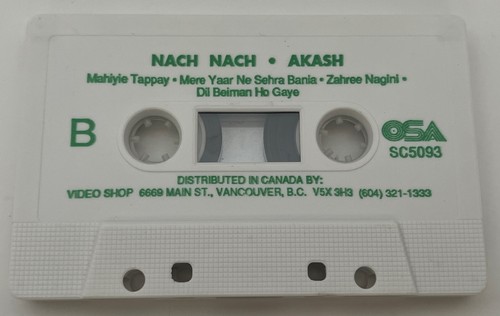 NACH NACH • AKASH
Mahiyie Tappay • Mere Yaar Ne Sehra Bania • Zahree Nagini •
Dil Beiman Ho Gaye
B
OSA
SC5093
DISTRIBUTED IN CANADA BY:
VIDEO SHOP 6669 MAIN ST., VANCOUVER, B.C. V5X 3H3 (604) 321-1333